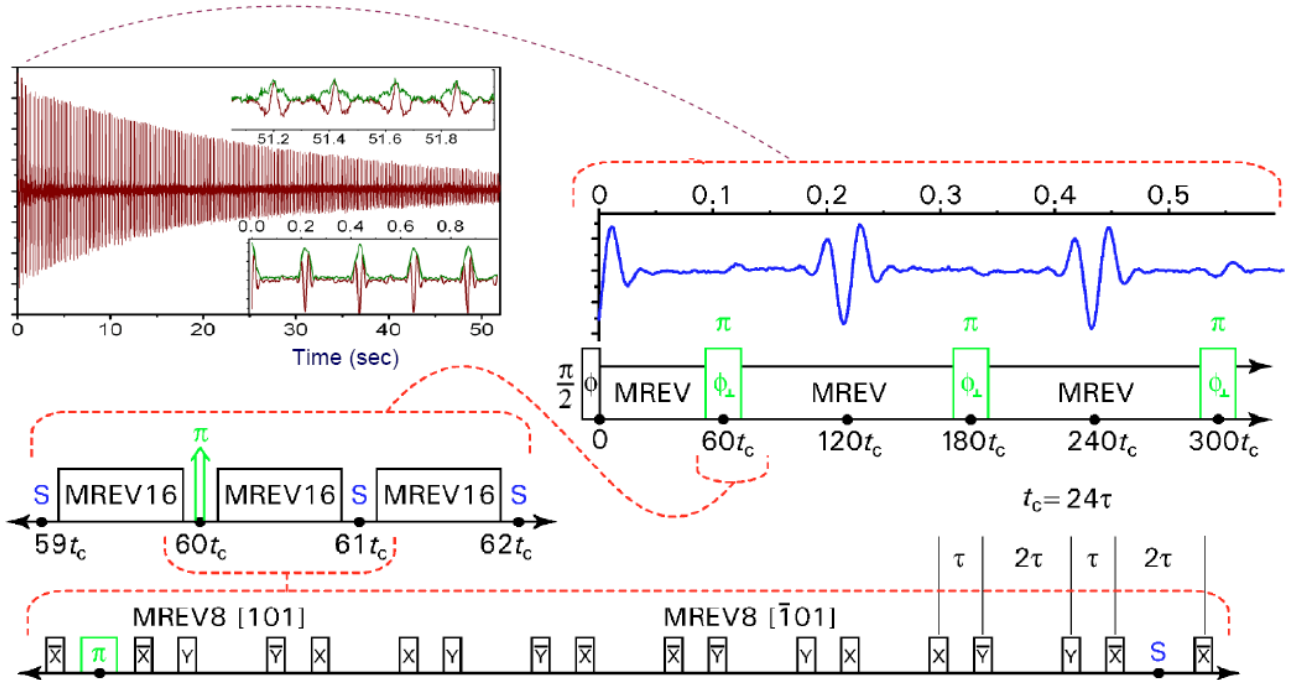 51.2 51.4 51.6 51.8
0.0 0.2 0.4 0.6 0.8
0 10 20 30 40 50
Time (sec)
0 0.1 0.2 0.3 0.4 0.5
π π π
π/2 ϕ MREV ϕ⊥ MREV ϕ⊥ MREV ϕ⊥
0 60tc 120tc 180tc 240tc 300tc
π
S MREV16 MREV16 S MREV16 S
59tc 60tc 61tc 62tc
tc= 24τ
τ 2τ τ 2τ
MREV8 [101] MREV8 [1̅01]
X̅ π X̅ Y Y̅ X X Y Y̅ X̅ X̅ Y̅ Y X X Y̅ Y X̅ S X̅